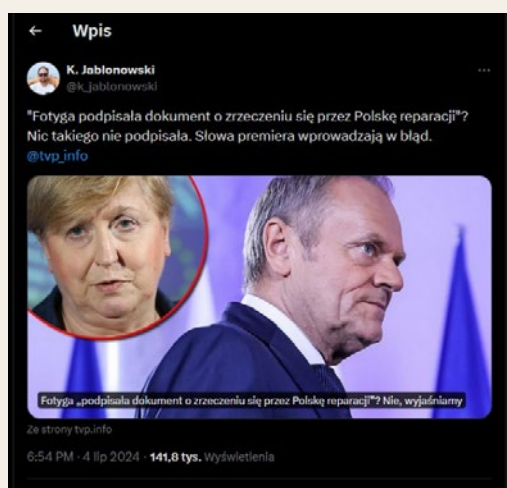 ← Wpis
K. Jablonowski
@k_jablonowski
"Fotyga podpisała dokument o zrzeczeniu się przez Polskę reparacji"?
Nic takiego nie podpisała. Słowa premiera wprowadzają w błąd.
@tvp_info
Fotyga „podpisała dokument o zrzeczeniu się przez Polskę reparacji"? Nie, wyjaśniamy
Ze strony tvp.info
6:54 PM · 4 lip 2024 · 141,8 tys. Wyświetlenia